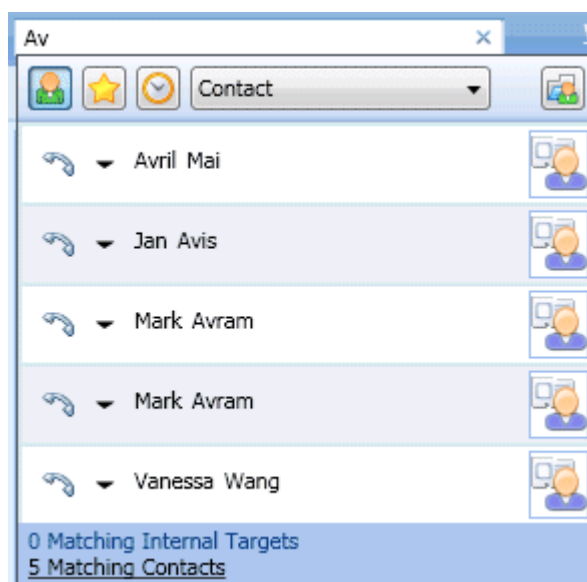 Av
Contact
Avril Mai
Jan Avis
Mark Avram
Mark Avram
Vanessa Wang
0 Matching Internal Targets
5 Matching Contacts